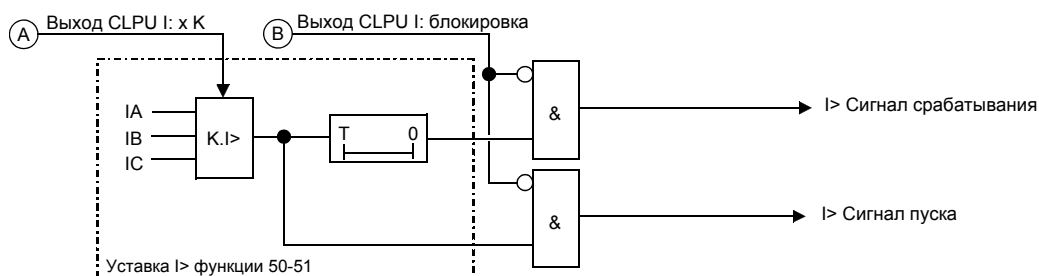 A
Выход CLPU I: x K
B
Выход CLPU I: блокировка
IA
IB
IC
K.I>
T 0
&
I> Сигнал срабатывания
&
I> Сигнал пуска
Уставка I> функции 50-51